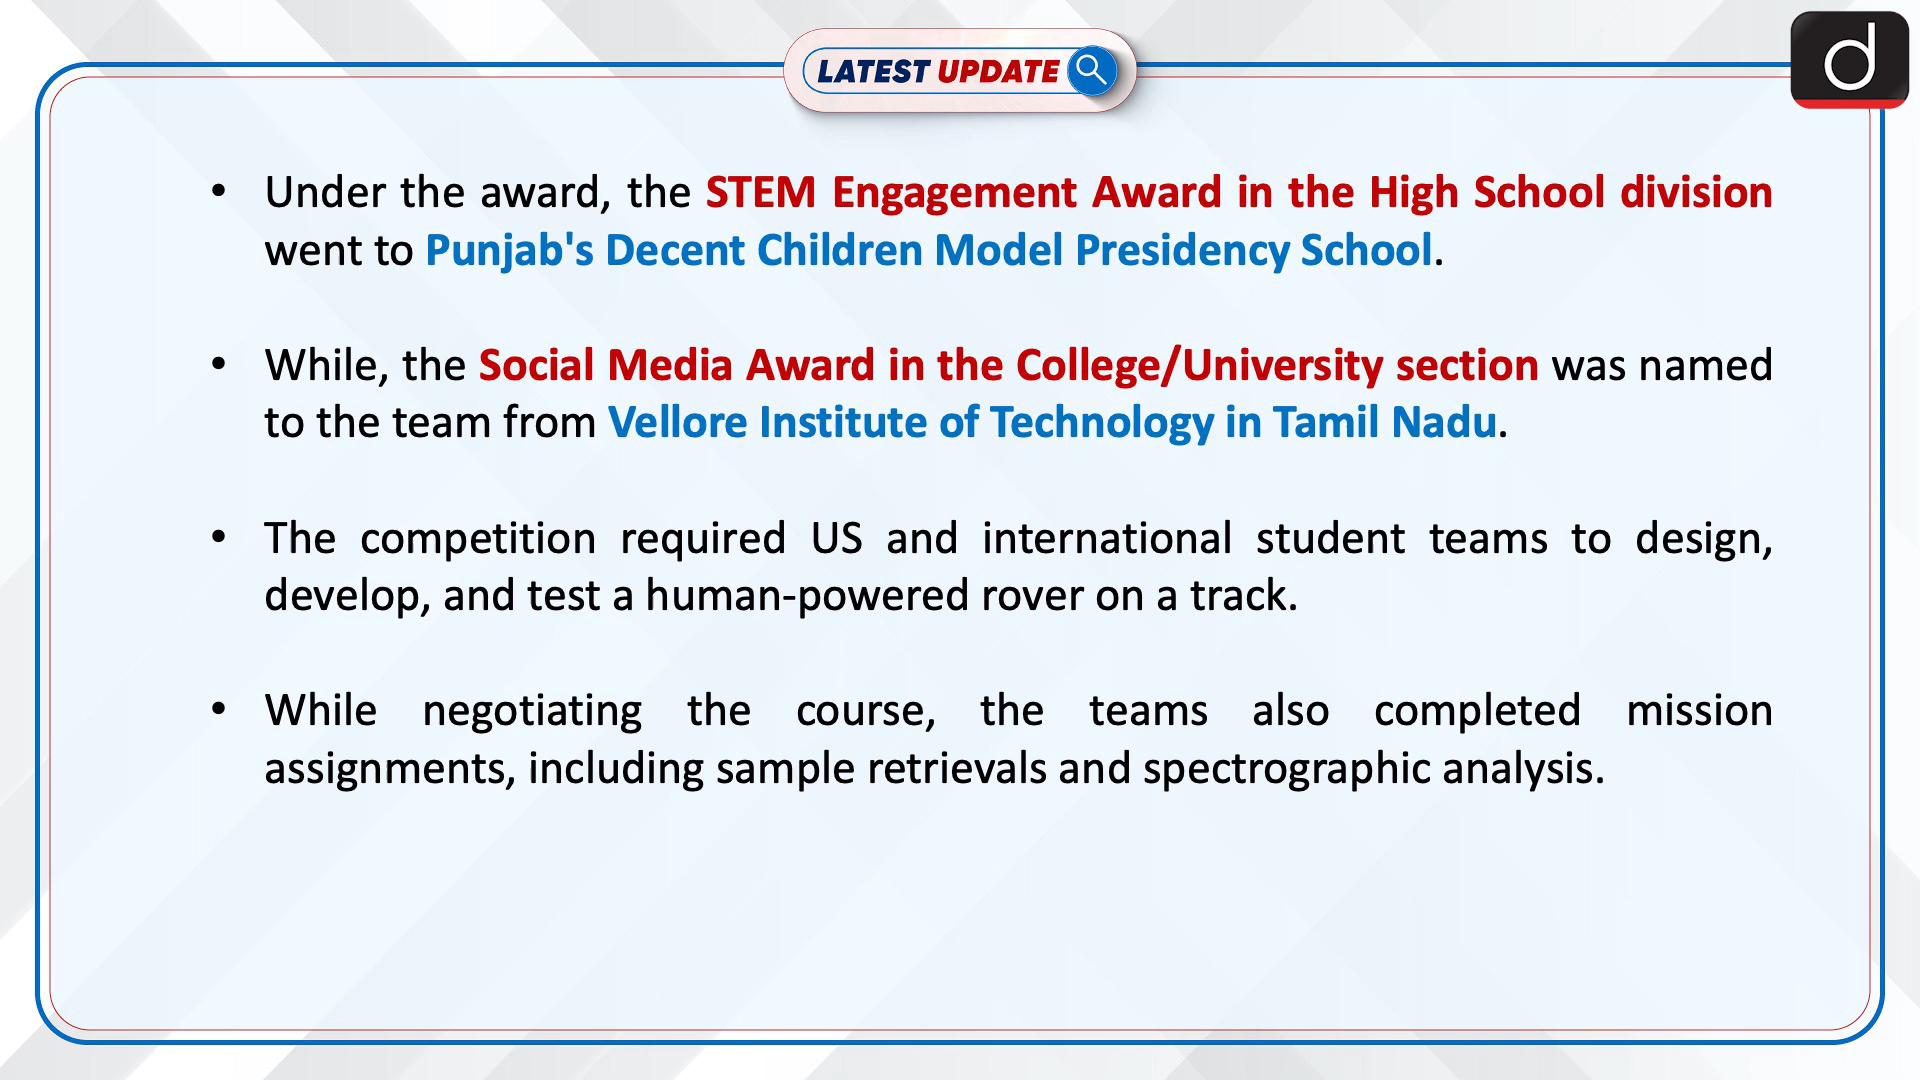 LATEST UPDATE
d
• Under the award, the STEM Engagement Award in the High School division
went to Punjab's Decent Children Model Presidency School.
• While, the Social Media Award in the College/University section was named
to the team from Vellore Institute of Technology in Tamil Nadu.
• The competition required US and international student teams to design,
develop, and test a human-powered rover on a track.
• While negotiating the course, the teams also completed mission
assignments, including sample retrievals and spectrographic analysis.